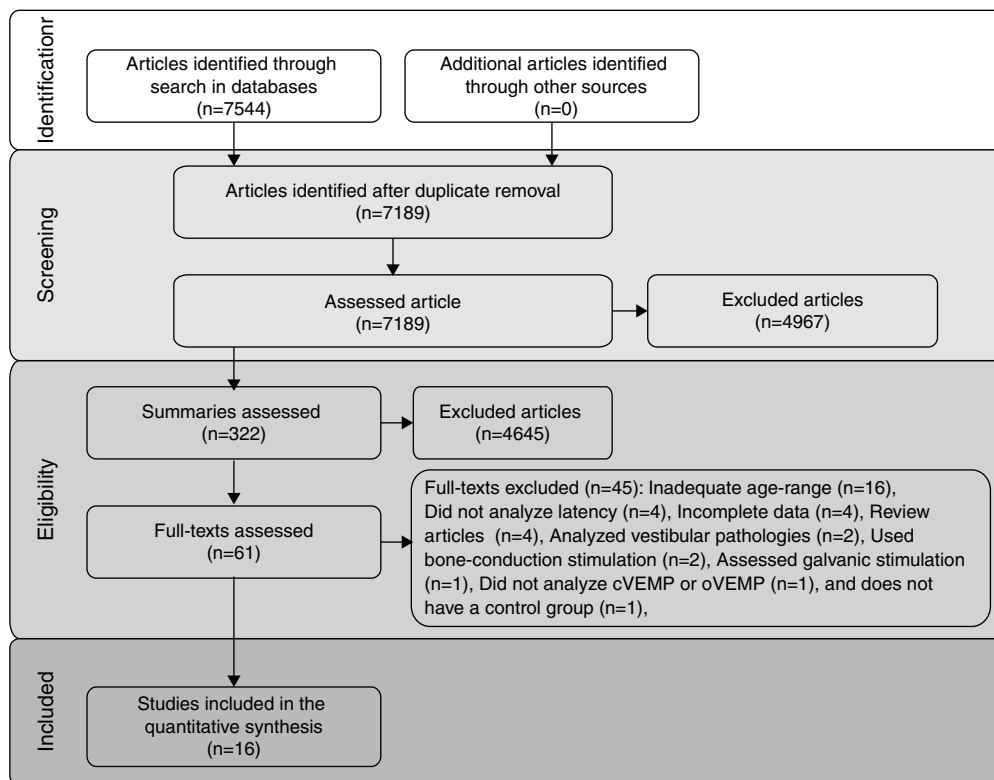 Identificationr
Articles identified through
search in databases
(n=7544)
Additional articles identified
through other sources
(n=0)
Screening
Articles identified after duplicate removal
(n=7189)
Assessed article
(n=7189)
Excluded articles
(n=4967)
Eligibility
Summaries assessed
(n=322)
Excluded articles
(n=4645)
Full-texts assessed
(n=61)
Full-texts excluded (n=45): Inadequate age-range (n=16),
Did not analyze latency (n=4), Incomplete data (n=4), Review
articles (n=4), Analyzed vestibular pathologies (n=2), Used
bone-conduction stimulation (n=2), Assessed galvanic stimulation
(n=1), Did not analyze cVEMP or oVEMP (n=1), and does not
have a control group (n=1),
Included
Studies included in the
quantitative synthesis
(n=16)